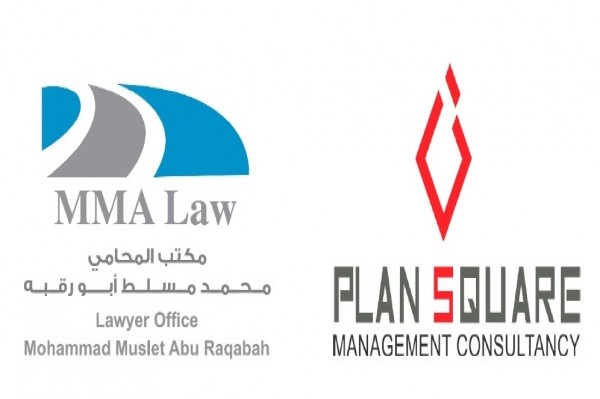 MMA Law
مكتب المحامي
محمد مسلط أبو رقبه
Lawyer Office
Mohammad Muslet Abu Raqabah
PLAN SQUARE
MANAGEMENT CONSULTANCY